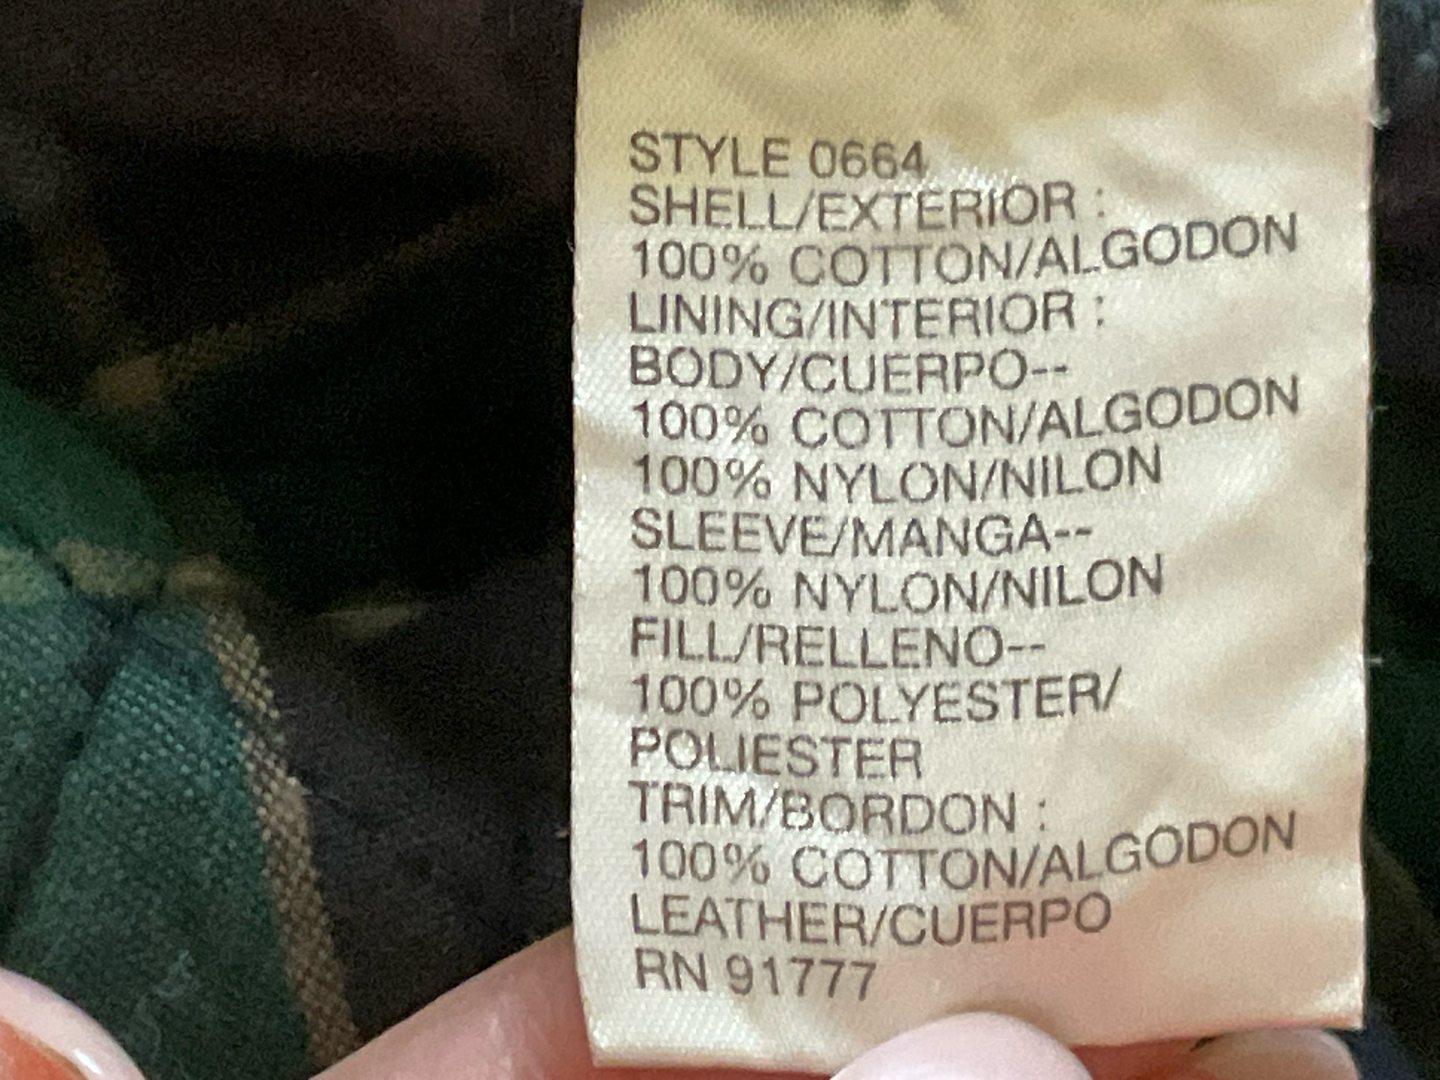 STYLE 0664
SHELL/EXTERIOR :
100% COTTON/ALGODON
LINING/INTERIOR :
BODY/CUERPO--
100% COTTON/ALGODON
100% NYLON/NILON
SLEEVE/MANGA--
100% NYLON/NILON
FILL/RELLENO--
100% POLYESTER/
POLIESTER
TRIM/BORDON :
100% COTTON/ALGODON
LEATHER/CUERPO
RN 91777